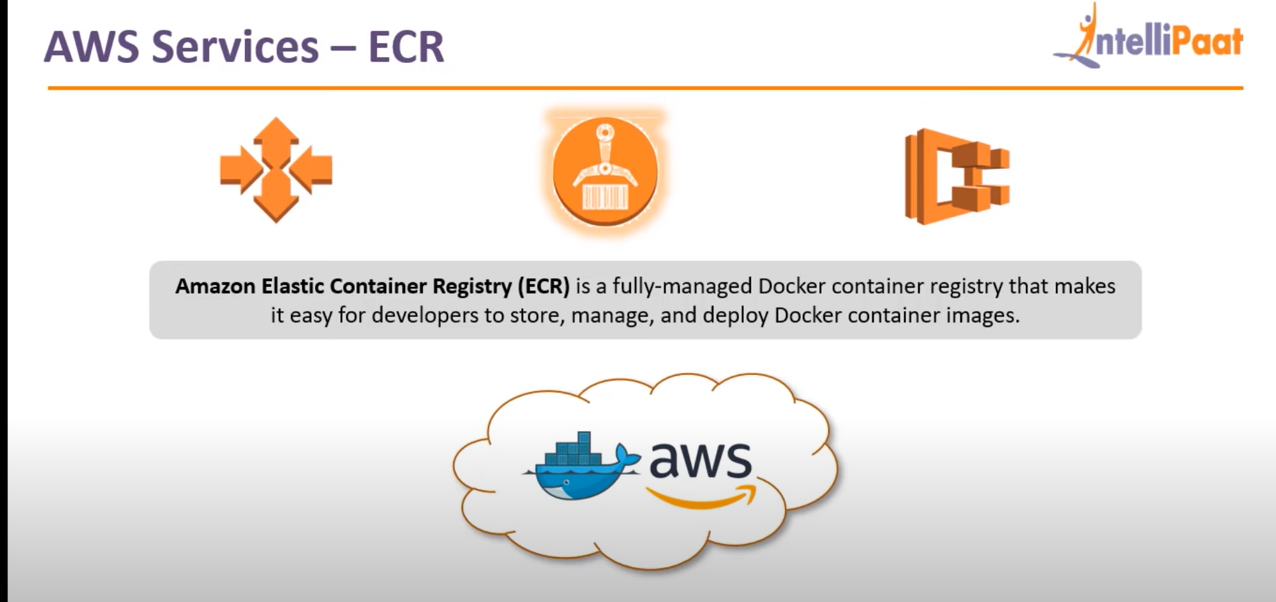 AWS Services – ECR
IntelliPaat
Amazon Elastic Container Registry (ECR) is a fully-managed Docker container registry that makes
it easy for developers to store, manage, and deploy Docker container images.
aws